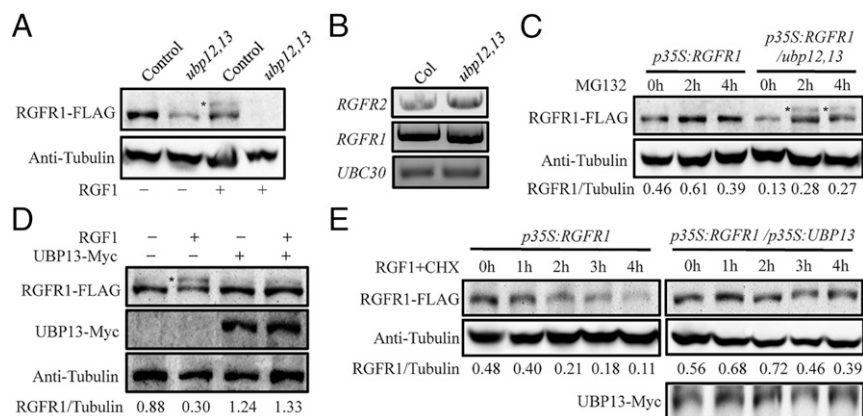 A
Control ubp12,13 Control ubp12,13
RGFR1-FLAG *
Anti-Tubulin
RGF1 − − + +
B
Col ubp12,13
RGFR2
RGFR1
UBC30
C
p35S:RGFR1 p35S:RGFR1
/ubp12,13
MG132 0h 2h 4h 0h 2h 4h
RGFR1-FLAG * *
Anti-Tubulin
RGFR1/Tubulin 0.46 0.61 0.39 0.13 0.28 0.27
D
RGF1 − + − +
UBP13-Myc − − + +
RGFR1-FLAG *
UBP13-Myc
Anti-Tubulin
RGFR1/Tubulin 0.88 0.30 1.24 1.33
E
p35S:RGFR1 p35S:RGFR1 /p35S:UBP13
RGF1+CHX 0h 1h 2h 3h 4h 0h 1h 2h 3h 4h
RGFR1-FLAG
Anti-Tubulin
RGFR1/Tubulin 0.48 0.40 0.21 0.18 0.11 0.56 0.68 0.72 0.46 0.39
UBP13-Myc